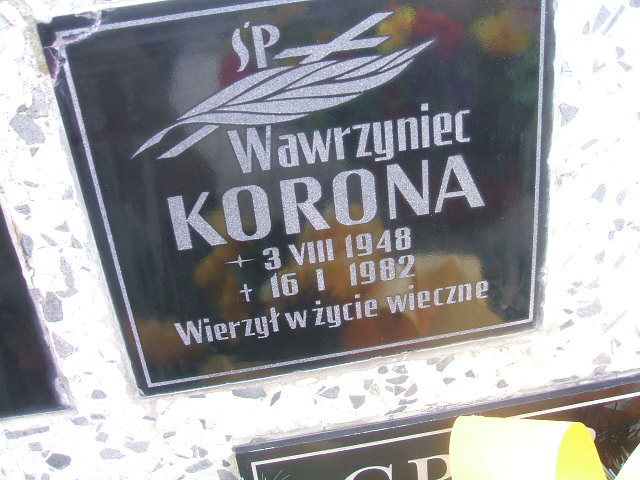 ŚP
Wawrzyniec
KORONA
3 VIII 1948
† 16 I 1982
Wierzył w życie wieczne